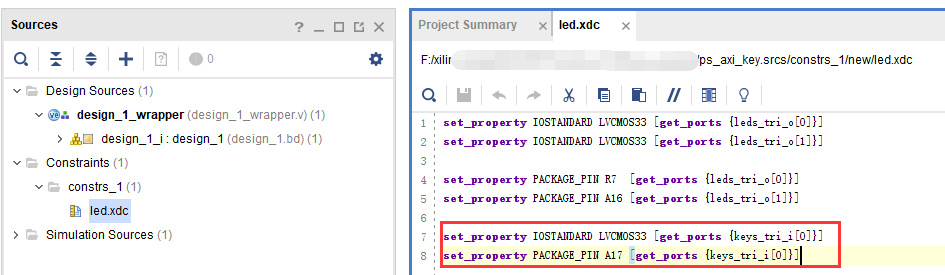 Sources
0
Design Sources (1)
design_1_wrapper (design_1_wrapper.v) (1)
design_1_i : design_1 (design_1.bd) (1)
Constraints (1)
constrs_1 (1)
led.xdc
Simulation Sources (1)
Project Summary
led.xdc
F:/xilin /ps_axi_key.srcs/constrs_1/new/led.xdc
1 set_property IOSTANDARD LVCMOS33 [get_ports {leds_tri_o[0]}]
2 set_property IOSTANDARD LVCMOS33 [get_ports {leds_tri_o[1]}]
3
4 set_property PACKAGE_PIN R7 [get_ports {leds_tri_o[0]}]
5 set_property PACKAGE_PIN A16 [get_ports {leds_tri_o[1]}]
6
7 set_property IOSTANDARD LVCMOS33 [get_ports {keys_tri_i[0]}]
8 set_property PACKAGE_PIN A17 [get_ports {keys_tri_i[0]}]